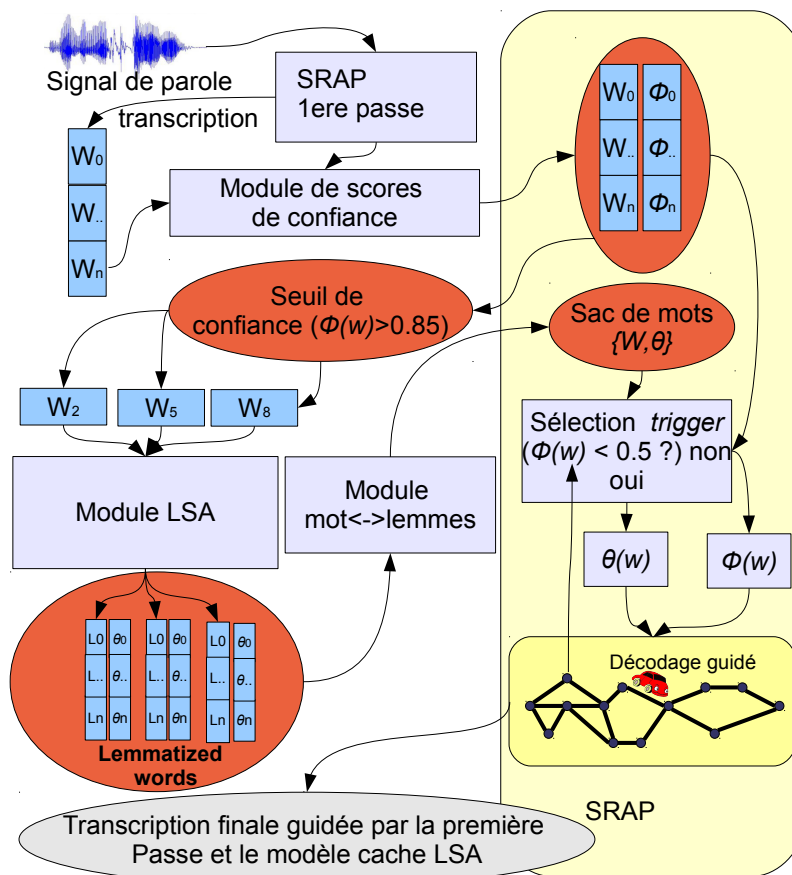 Signal de parole
SRAP
1ere passe
transcription
W0
W..
Wn
Module de scores
de confiance
W0 Φ0
W.. Φ..
Wn Φn
Seuil de
confiance (Φ(w)>0.85)
Sac de mots
{W,θ}
W2
W5
W8
Sélection trigger
(Φ(w) < 0.5 ?) non
oui
Module LSA
Module
mot<->lemmes
θ(w)
Φ(w)
L0 θ0 L0 θ0 L0 θ0
L.. θ.. L.. θ.. L.. θ..
Ln θn Ln θn Ln θn
Lemmatized
words
Décodage guidé
SRAP
Transcription finale guidée par la première
Passe et le modèle cache LSA